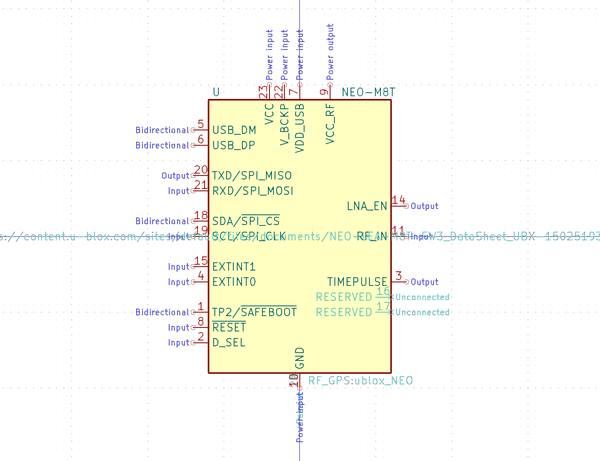 Power input
Power input
Power input
Power output
23
22
7
9
U
NEO-M8T
VCC
V_BCKP
VDD_USB
VCC_RF
Bidirectional 5 USB_DM
Bidirectional 6 USB_DP
Output 20 TXD/SPI_MISO
Input 21 RXD/SPI_MOSI
LNA_EN 14 Output
Bidirectional 18 SDA/SPI_CS
Input 19 SCL/SPI_CLK
RF_IN 11 Input
Input 15 EXTINT1
Input 4 EXTINT0
TIMEPULSE 3 Output
RESERVED 16 Unconnected
Bidirectional 1 TP2/SAFEBOOT
RESERVED 17 Unconnected
Input 8 RESET
Input 2 D_SEL
GND
RF_GPS:ublox_NEO
Power input